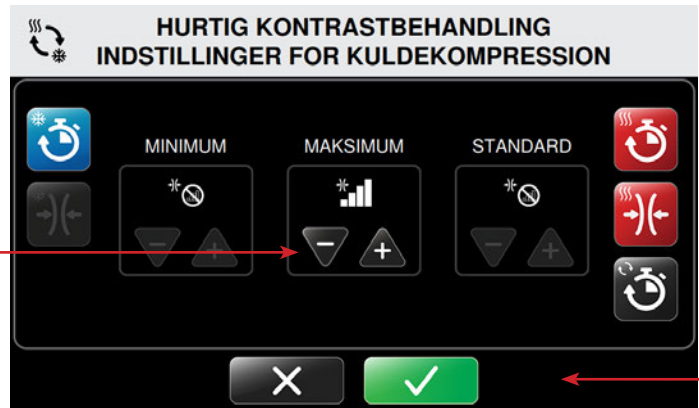 HURTIG KONTRASTBEHANDLING
INDSTILLINGER FOR KULDEKOMPRESSION
MINIMUM MAKSIMUM STANDARD